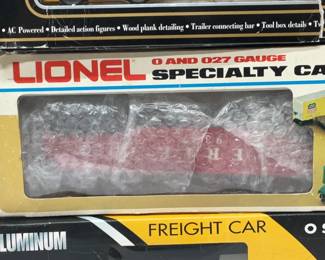 • AC Powered • Detailed action figures • Wood plank detailing • Trailer connecting bar • Tool box details •
LIONEL
O AND O27 GAUGE
SPECIALTY CA
E R
93
ALUMINUM
FREIGHT CAR
O S